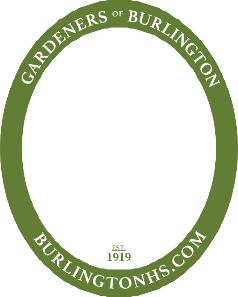 GARDENERS OF BURLINGTON
EST.
1919
BURLINGTONHS.COM